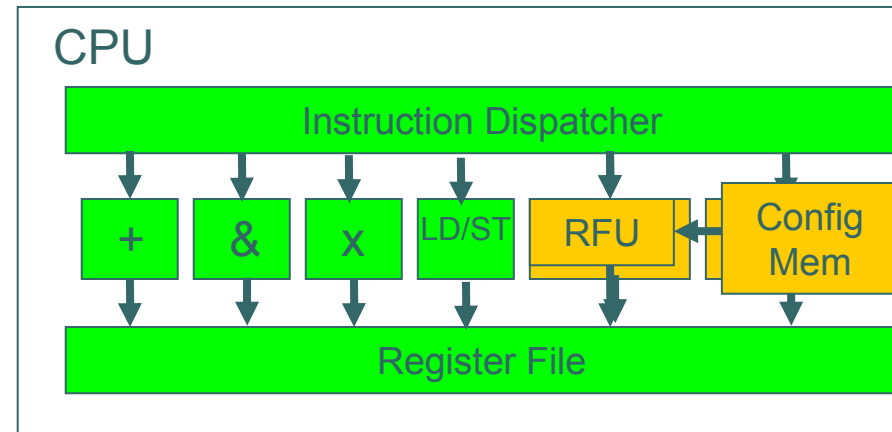 CPU
Instruction Dispatcher
+
&
x
LD/ST
RFU
Config
Mem
Register File